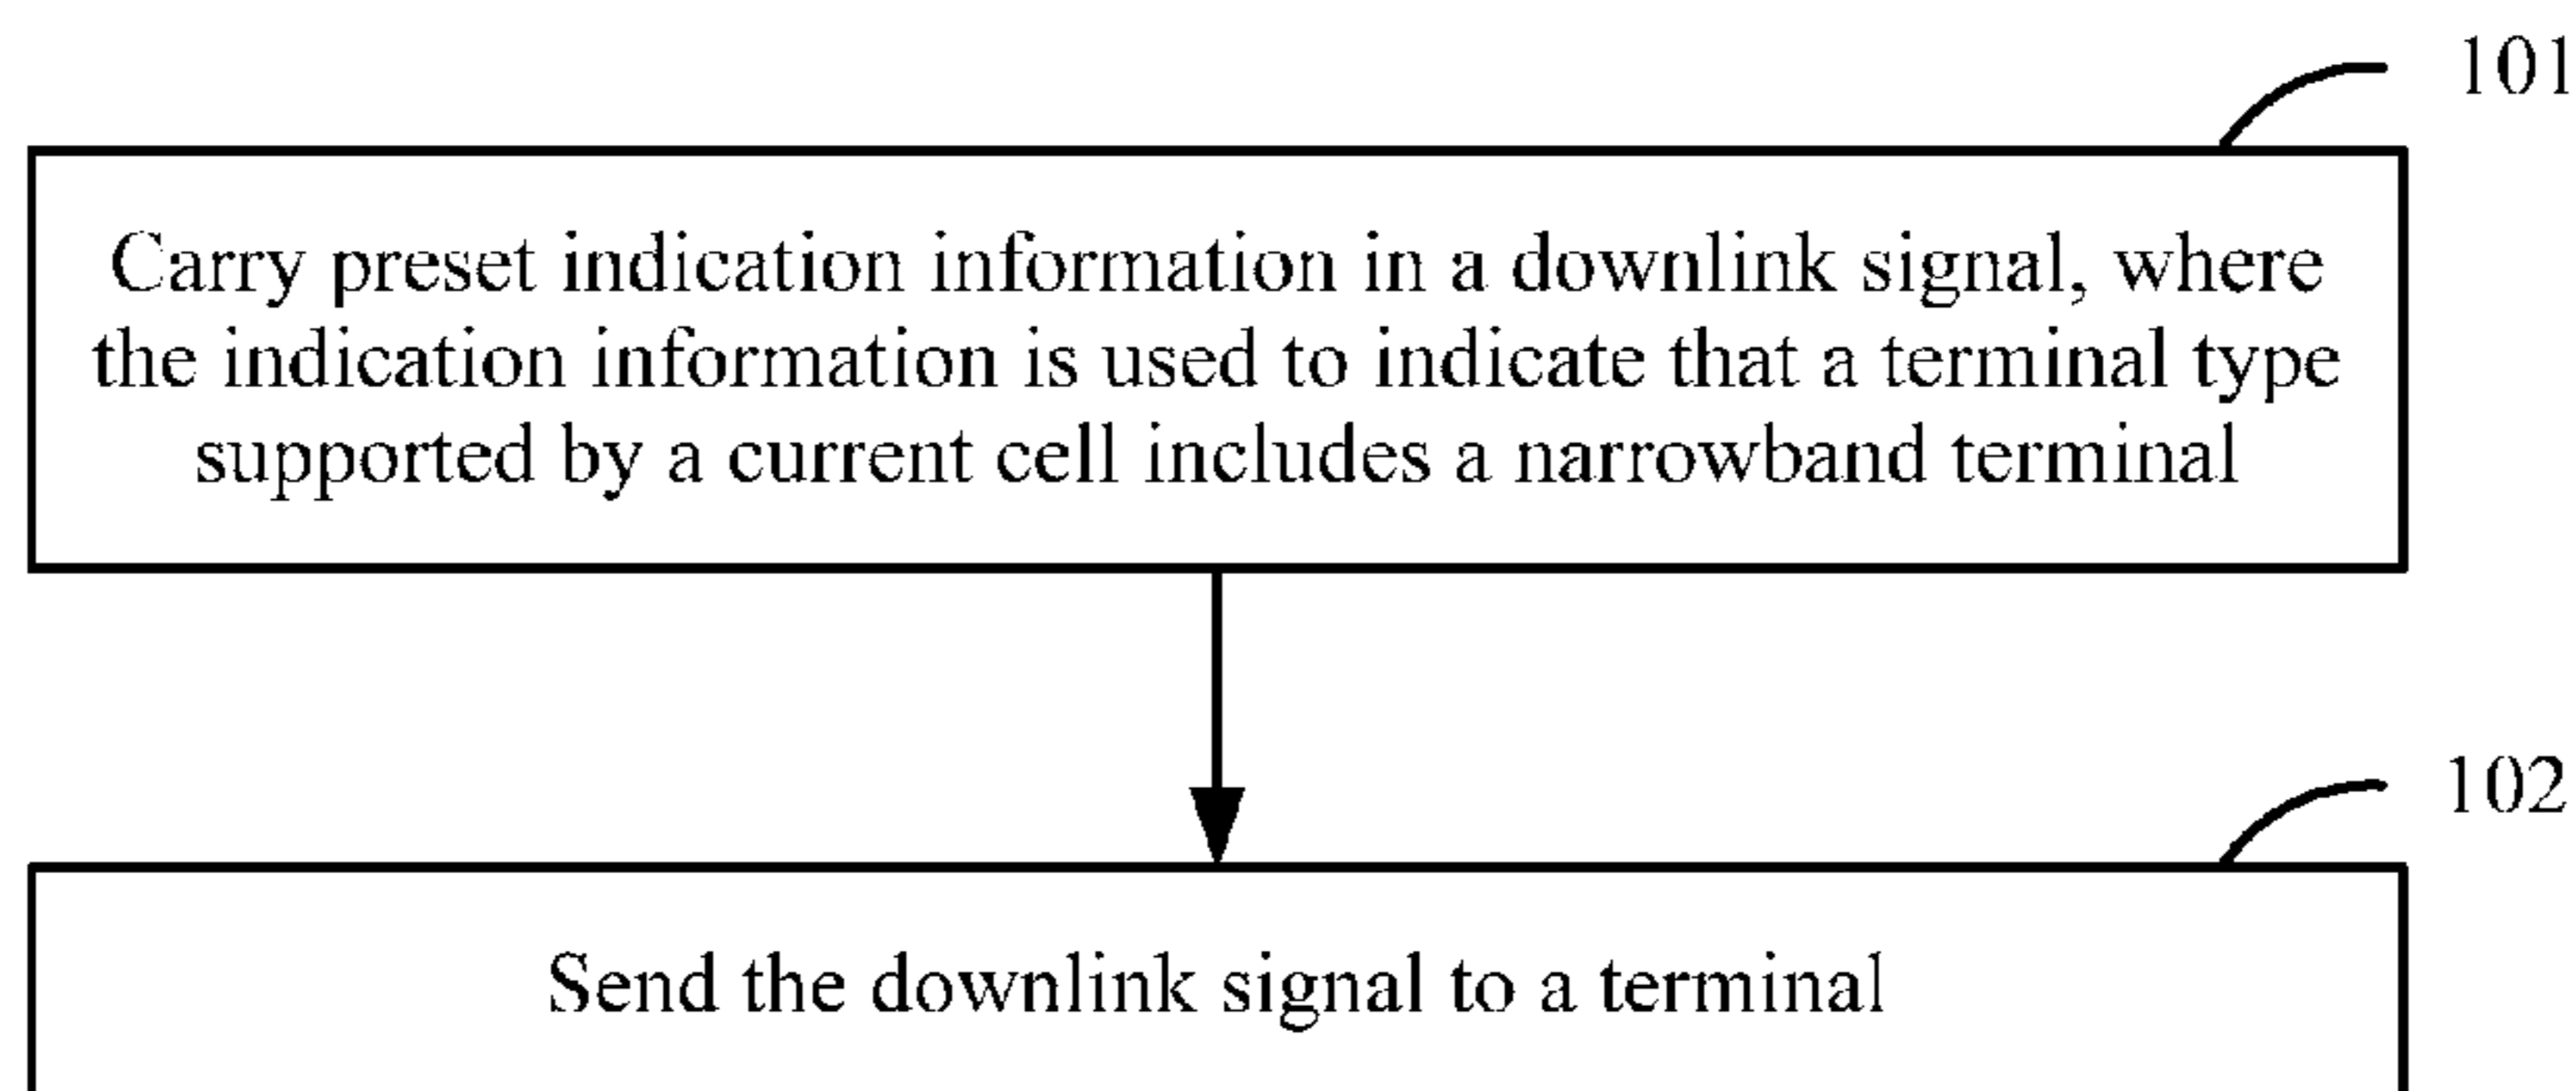 101
Carry preset indication information in a downlink signal, where
the indication information is used to indicate that a terminal type
supported by a current cell includes a narrowband terminal
102
Send the downlink signal to a terminal